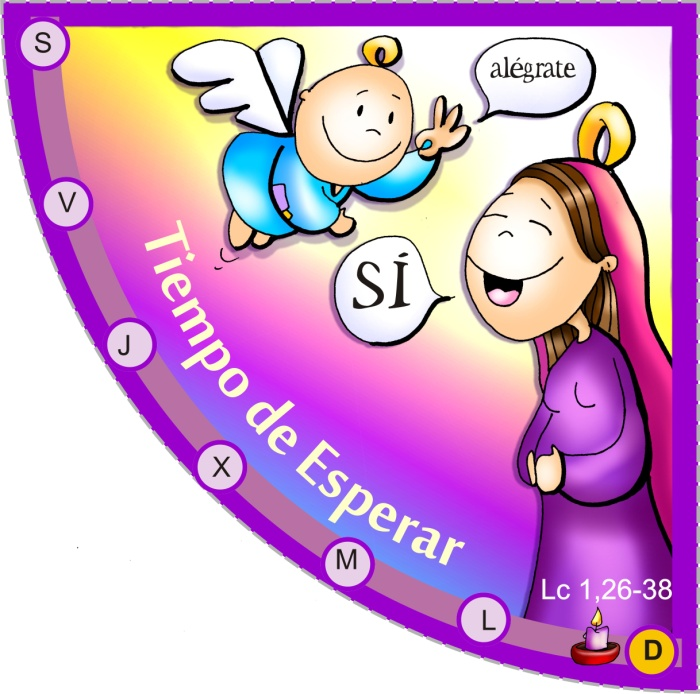 alégrate
SÍ
Tiempo de Esperar
S
V
J
X
M
L
D
Lc 1,26-38